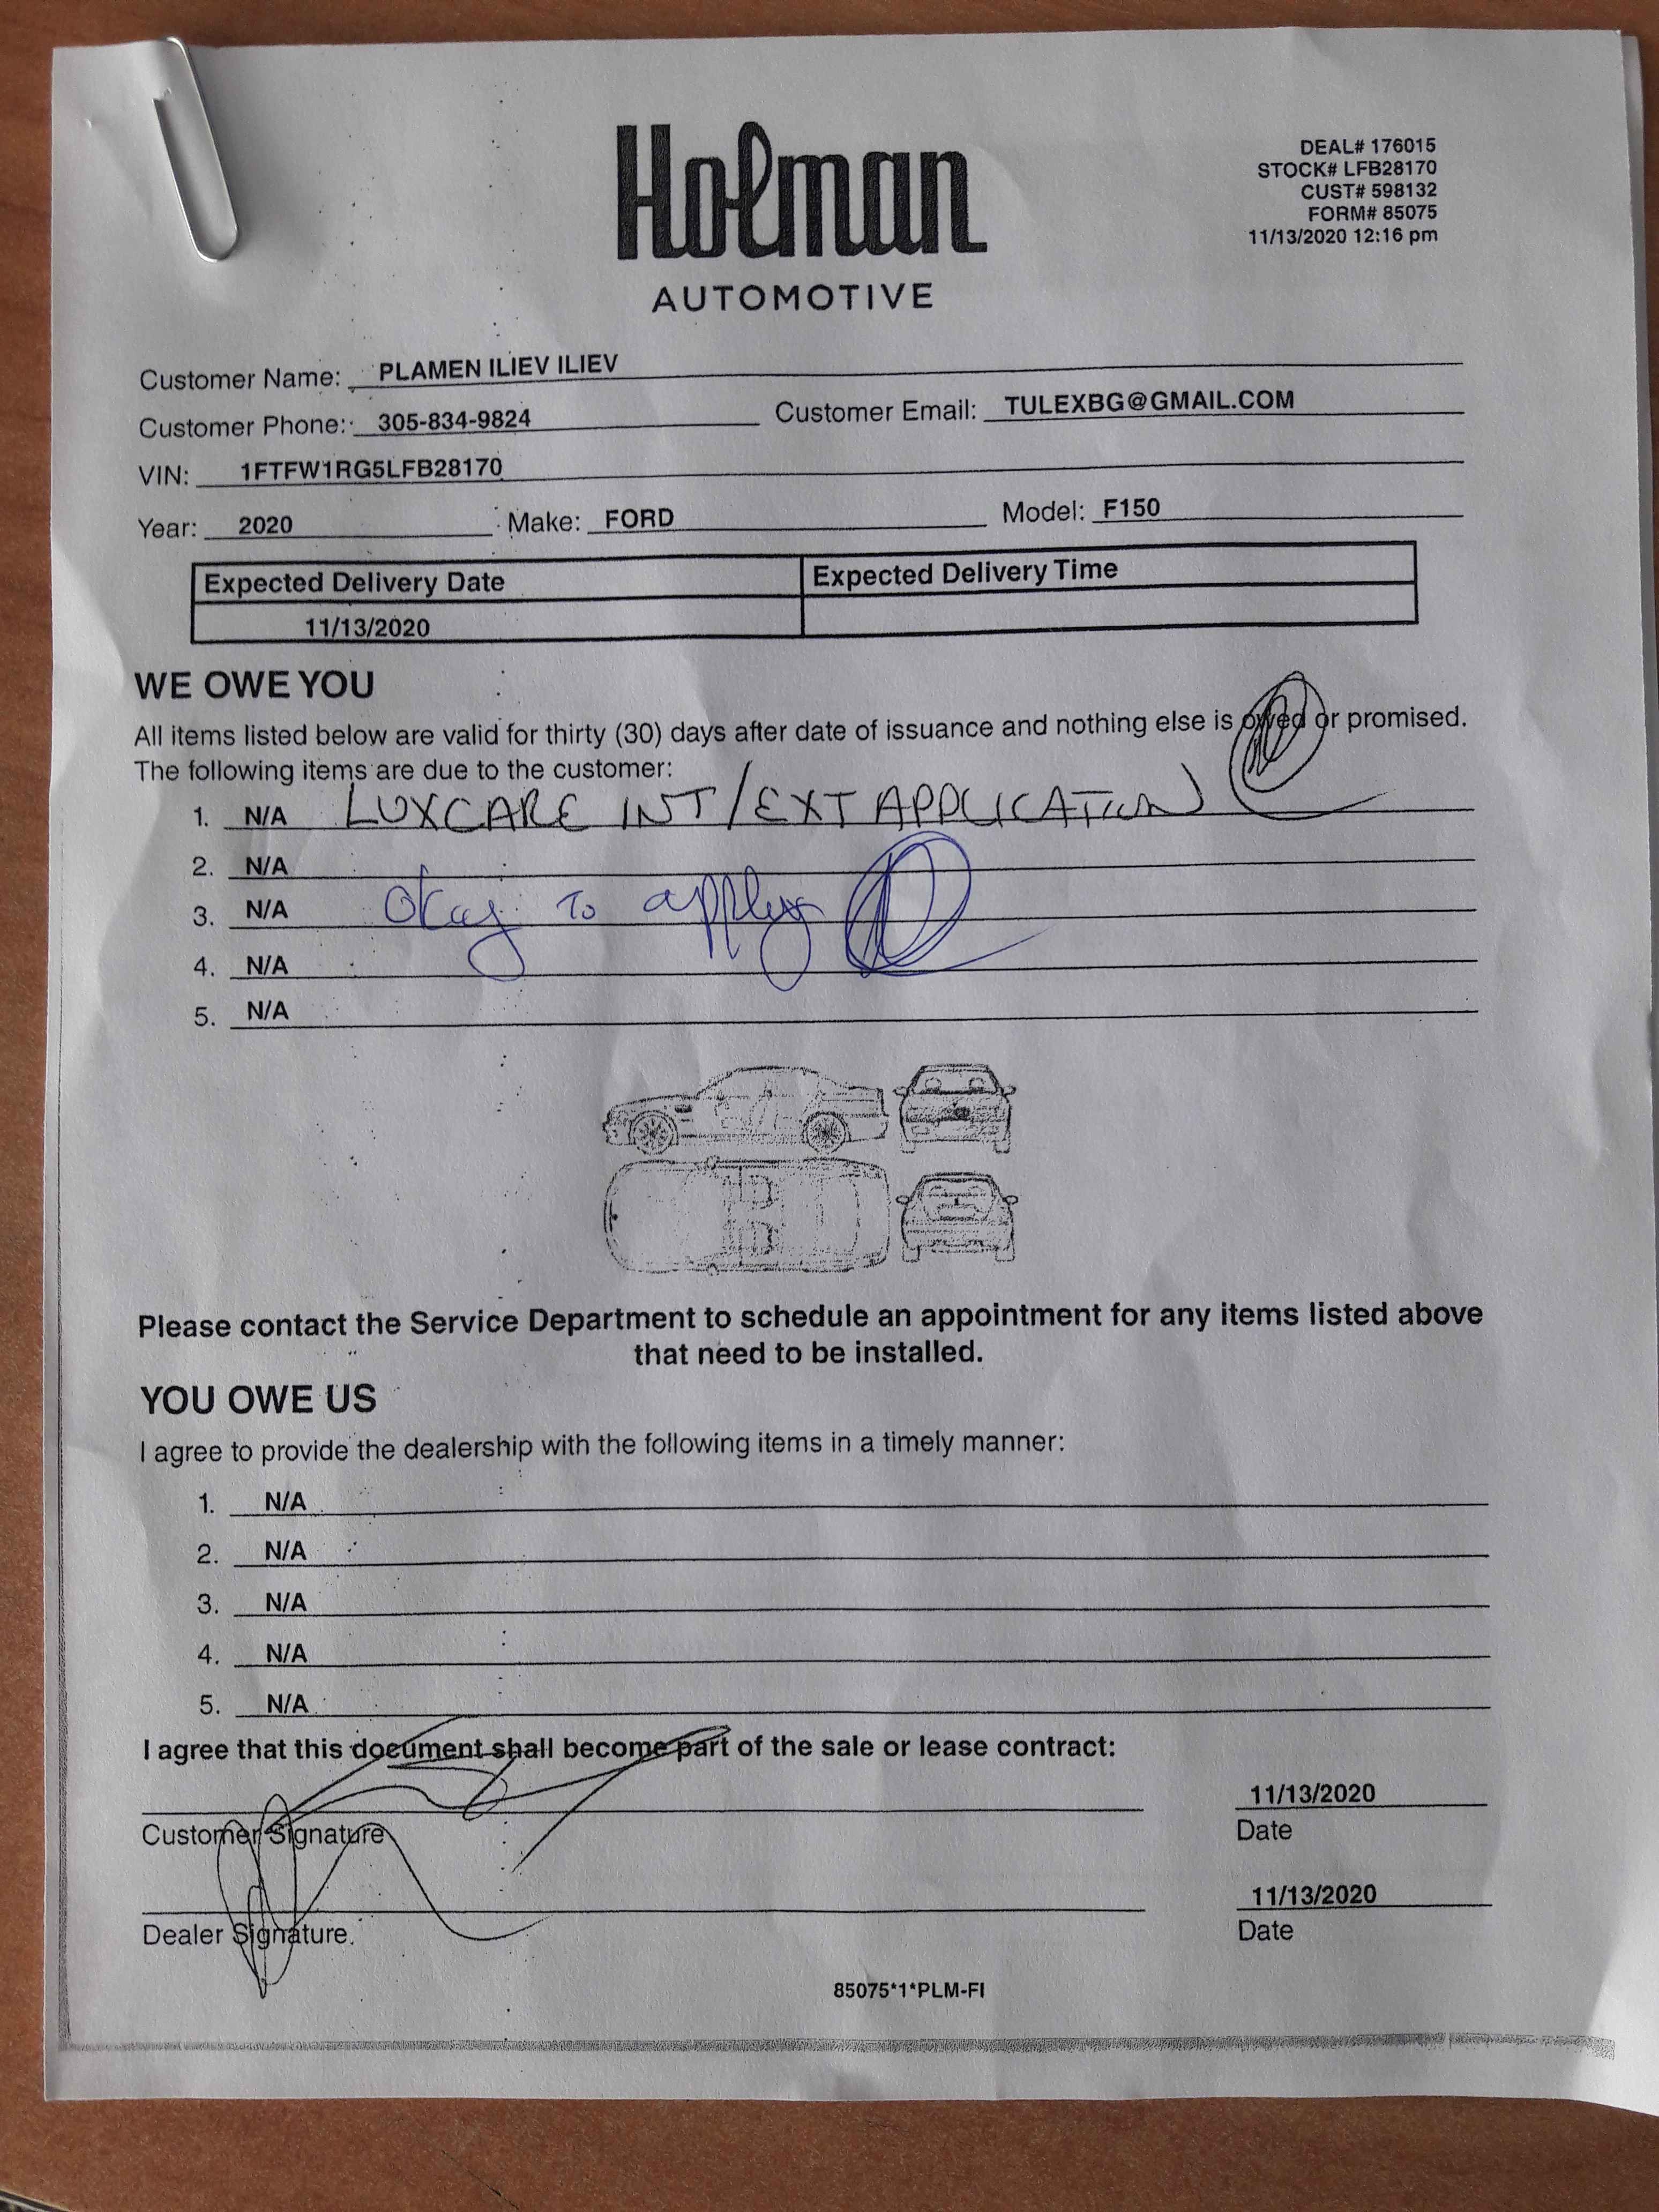 Holman
AUTOMOTIVE
DEAL# 176015
STOCK# LFB28170
CUST# 598132
FORM# 85075
11/13/2020 12:16 pm
Customer Name: PLAMEN ILIEV ILIEV
Customer Phone: 305-834-9824 Customer Email: TULEXBG@GMAIL.COM
VIN: 1FTFW1RG5LFB28170
Year: 2020 Make: FORD Model: F150
Expected Delivery Date Expected Delivery Time
11/13/2020
WE OWE YOU
All items listed below are valid for thirty (30) days after date of issuance and nothing else is owed or promised.
The following items are due to the customer:
1. N/A LUXCARE INT/EXT APPLICATION
2. N/A
3. N/A Okay to apply
4. N/A
5. N/A
Please contact the Service Department to schedule an appointment for any items listed above
that need to be installed.
YOU OWE US
I agree to provide the dealership with the following items in a timely manner:
1. N/A
2. N/A
3. N/A
4. N/A
5. N/A
I agree that this document shall become part of the sale or lease contract:
11/13/2020
Customer Signature Date
11/13/2020
Dealer Signature. Date
85075*1*PLM-FI